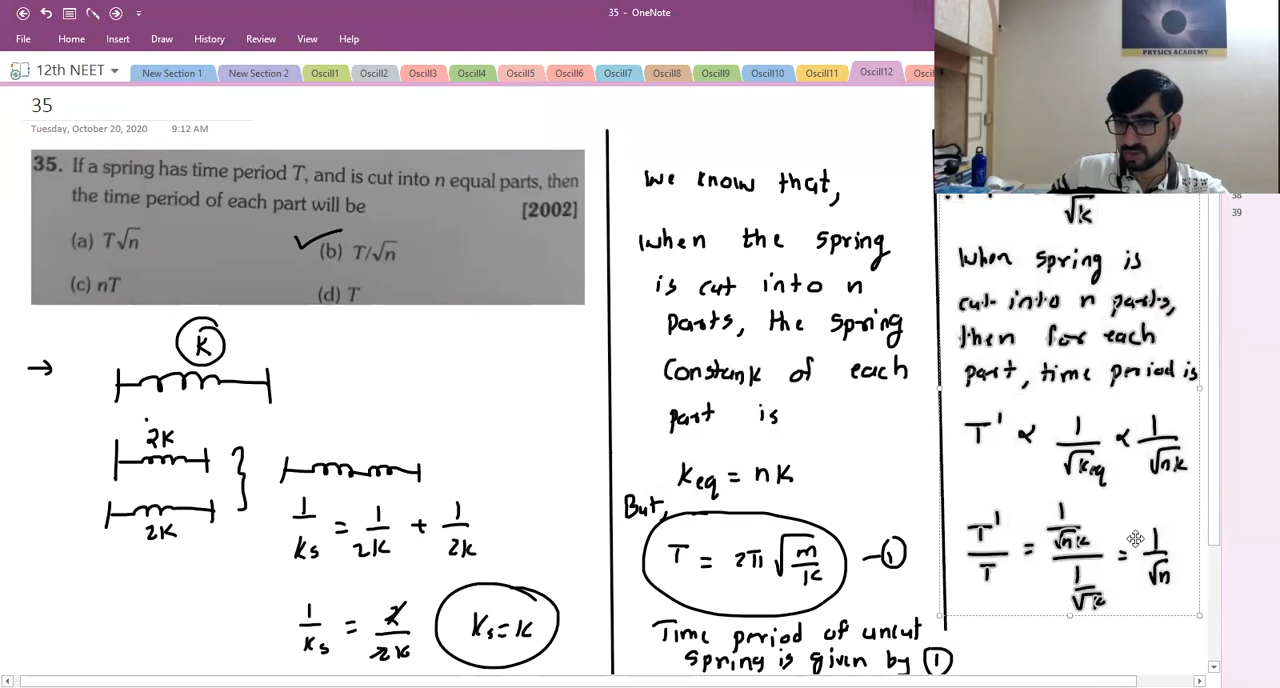 35 - OneNote
File Home Insert Draw History Review View Help
12th NEET
New Section 1 New Section 2 Oscill1 Oscill2 Oscill3 Oscill4 Oscill5 Oscill6 Oscill7 Oscill8 Oscill9 Oscill10 Oscill11 Oscill12 Oscil
PHYSICS ACADEMY
35
Tuesday, October 20, 2020 9:12 AM
35. If a spring has time period T, and is cut into n equal parts, then
the time period of each part will be [2002]
(a) T√n (b) T/√n
(c) nT (d) T
→
K
2K
2K
1/Ks = 1/2K + 1/2K
1/Ks = 2/2K
Ks = K
We know that,
When the spring
is cut into n
parts, the spring
Constank of each
part is
Keq = nK
But,
T = 2π √m/K —①
Time period of uncut
spring is given by ①
√K
When spring is
cut into n parts,
then for each
part, time period is
T' ∝ 1/√Keq ∝ 1/√nK
T'/T = 1/√nK / 1/√K = 1/√n
38
39